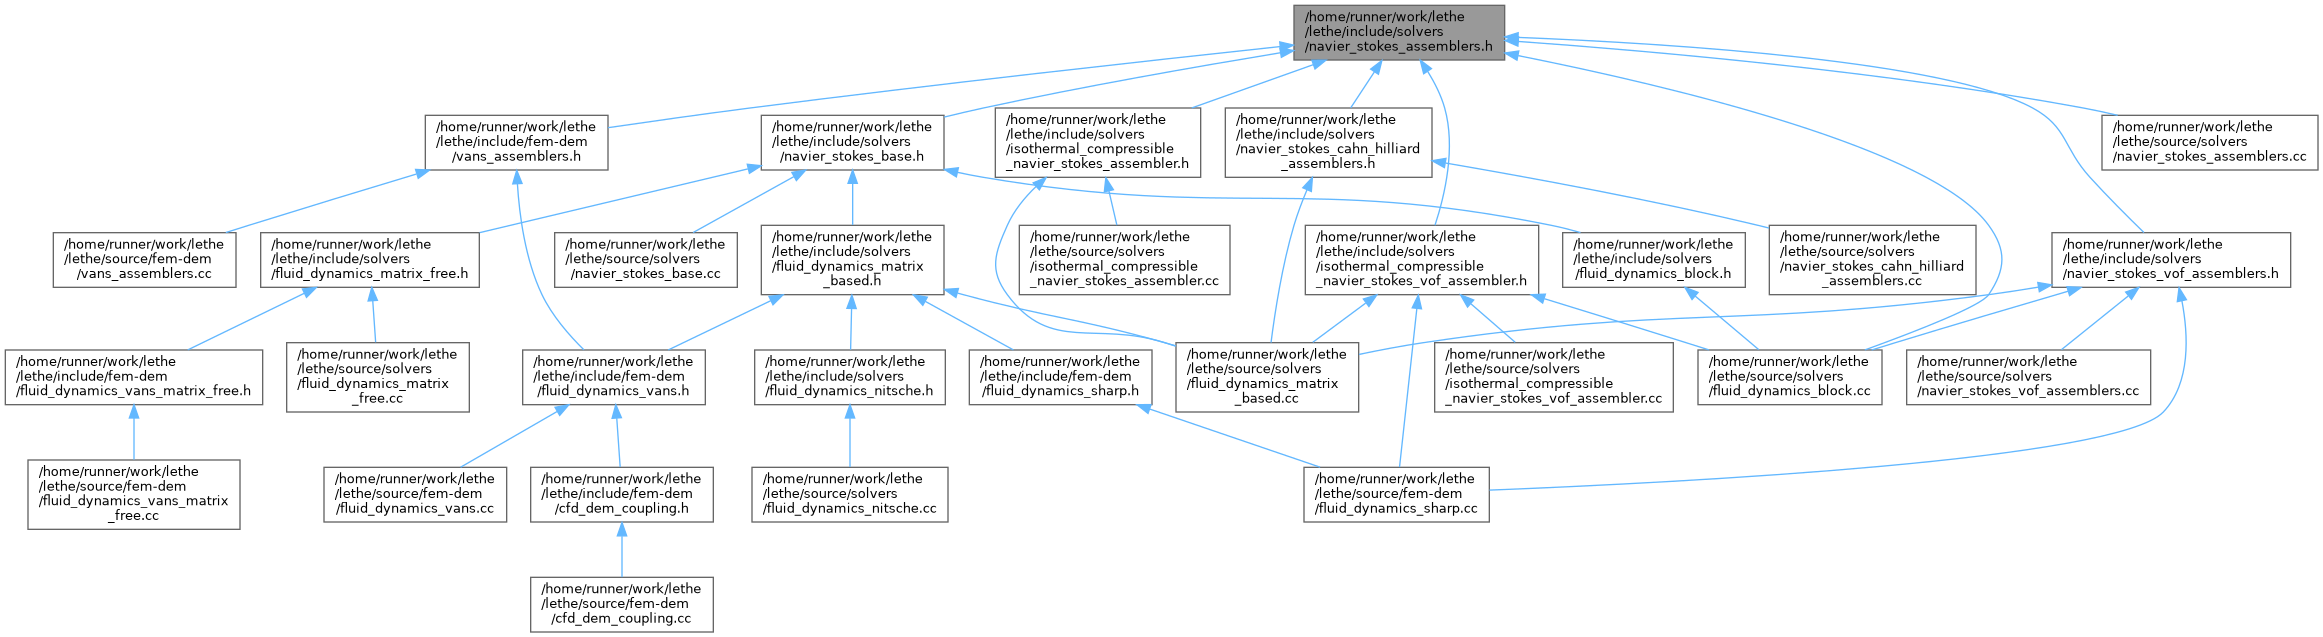 /home/runner/work/lethe
/lethe/include/solvers
/navier_stokes_assemblers.h
/home/runner/work/lethe
/lethe/include/fem-dem
/vans_assemblers.h
/home/runner/work/lethe
/lethe/include/solvers
/navier_stokes_base.h
/home/runner/work/lethe
/lethe/include/solvers
/isothermal_compressible
_navier_stokes_assembler.h
/home/runner/work/lethe
/lethe/include/solvers
/navier_stokes_cahn_hilliard
_assemblers.h
/home/runner/work/lethe
/lethe/source/solvers
/navier_stokes_assemblers.cc
/home/runner/work/lethe
/lethe/source/fem-dem
/vans_assemblers.cc
/home/runner/work/lethe
/lethe/include/solvers
/fluid_dynamics_matrix_free.h
/home/runner/work/lethe
/lethe/source/solvers
/navier_stokes_base.cc
/home/runner/work/lethe
/lethe/include/solvers
/fluid_dynamics_matrix
_based.h
/home/runner/work/lethe
/lethe/source/solvers
/isothermal_compressible
_navier_stokes_assembler.cc
/home/runner/work/lethe
/lethe/include/solvers
/isothermal_compressible
_navier_stokes_vof_assembler.h
/home/runner/work/lethe
/lethe/include/solvers
/fluid_dynamics_block.h
/home/runner/work/lethe
/lethe/source/solvers
/navier_stokes_cahn_hilliard
_assemblers.cc
/home/runner/work/lethe
/lethe/include/solvers
/navier_stokes_vof_assemblers.h
/home/runner/work/lethe
/lethe/include/fem-dem
/fluid_dynamics_vans_matrix_free.h
/home/runner/work/lethe
/lethe/source/solvers
/fluid_dynamics_matrix
_free.cc
/home/runner/work/lethe
/lethe/include/fem-dem
/fluid_dynamics_vans.h
/home/runner/work/lethe
/lethe/include/solvers
/fluid_dynamics_nitsche.h
/home/runner/work/lethe
/lethe/include/fem-dem
/fluid_dynamics_sharp.h
/home/runner/work/lethe
/lethe/source/solvers
/fluid_dynamics_matrix
_based.cc
/home/runner/work/lethe
/lethe/source/solvers
/isothermal_compressible
_navier_stokes_vof_assembler.cc
/home/runner/work/lethe
/lethe/source/solvers
/fluid_dynamics_block.cc
/home/runner/work/lethe
/lethe/source/solvers
/navier_stokes_vof_assemblers.cc
/home/runner/work/lethe
/lethe/source/fem-dem
/fluid_dynamics_vans_matrix
_free.cc
/home/runner/work/lethe
/lethe/source/fem-dem
/fluid_dynamics_vans.cc
/home/runner/work/lethe
/lethe/include/fem-dem
/cfd_dem_coupling.h
/home/runner/work/lethe
/lethe/source/solvers
/fluid_dynamics_nitsche.cc
/home/runner/work/lethe
/lethe/source/fem-dem
/fluid_dynamics_sharp.cc
/home/runner/work/lethe
/lethe/source/fem-dem
/cfd_dem_coupling.cc